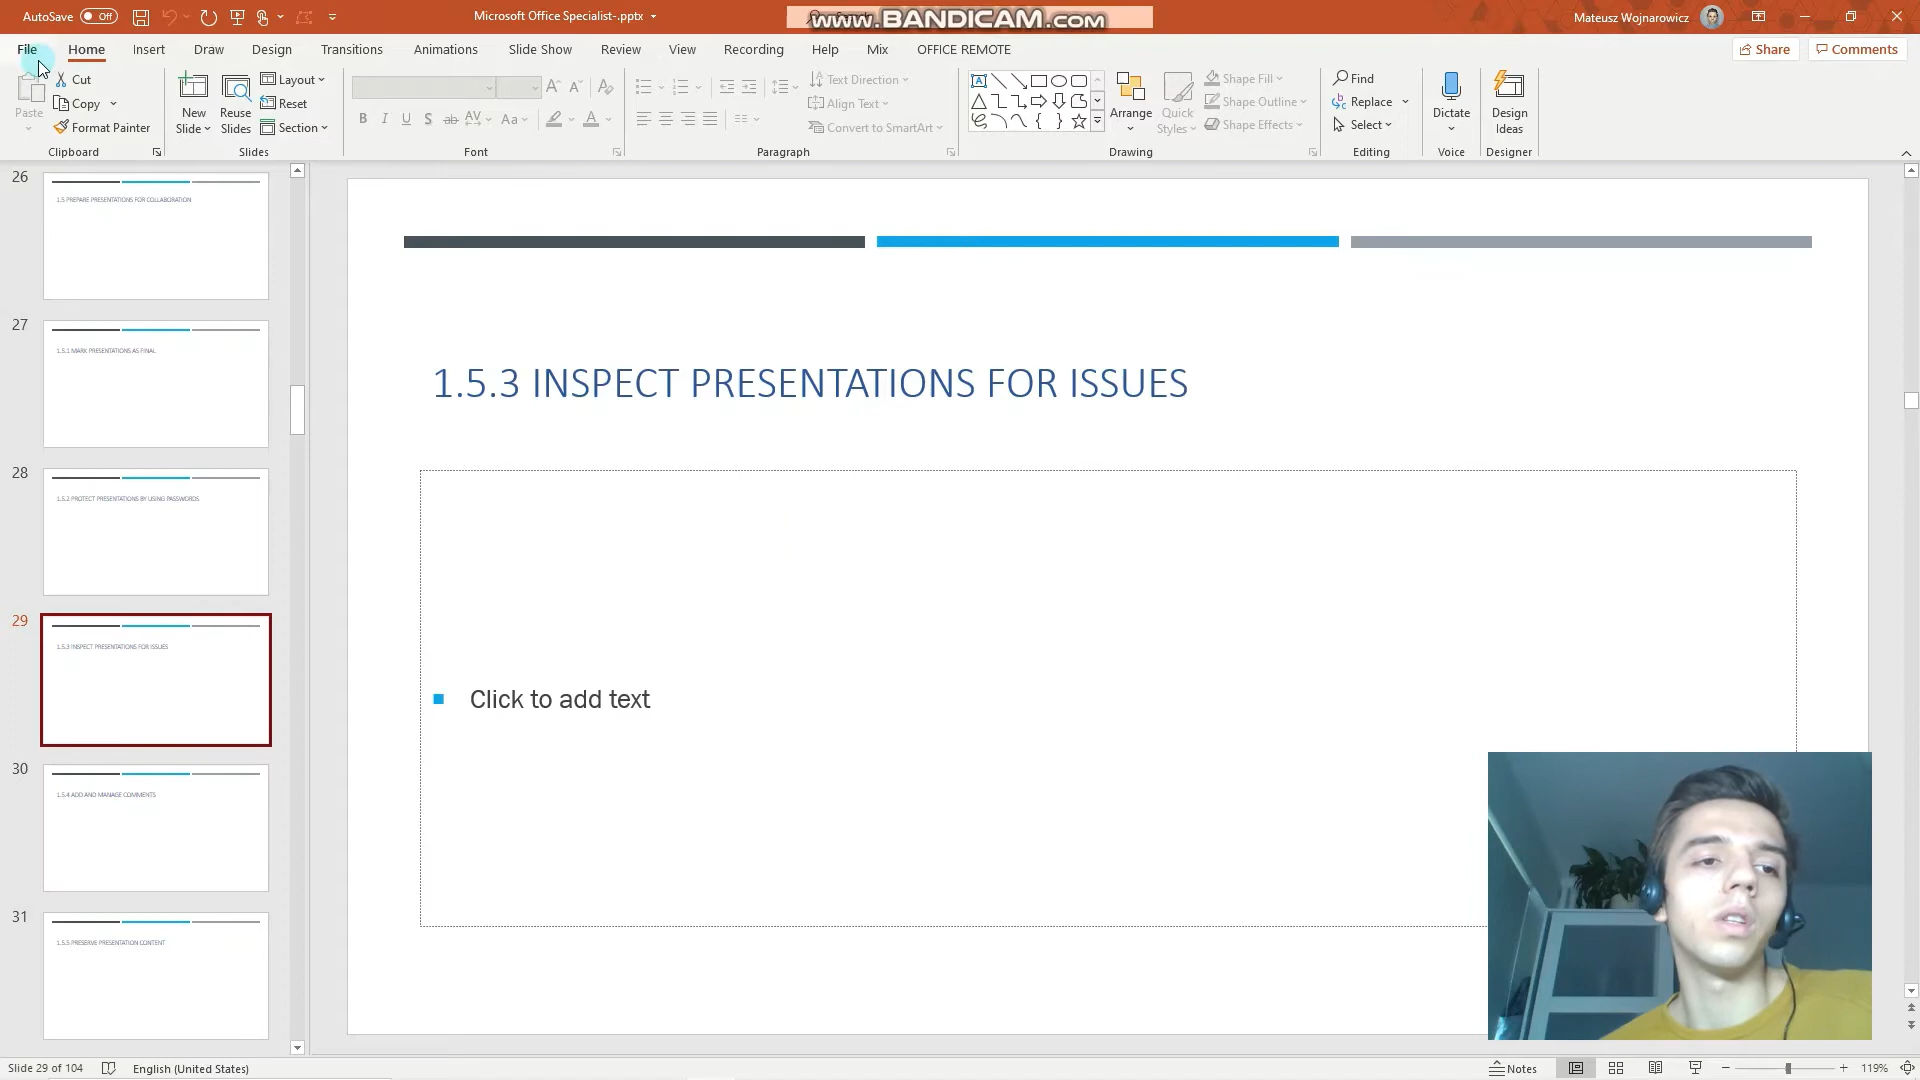 AutoSave Off
Microsoft Office Specialist-.pptx
www.BANDICAM.com
Mateusz Wojnarowicz
File Home Insert Draw Design Transitions Animations Slide Show Review View Recording Help Mix OFFICE REMOTE
Share Comments
Paste
Cut
Copy
Format Painter
Clipboard
New
Slide
Reuse
Slides
Layout
Reset
Section
Slides
Font
Text Direction
Align Text
Convert to SmartArt
Paragraph
Arrange
Quick
Styles
Shape Fill
Shape Outline
Shape Effects
Drawing
Find
Replace
Select
Editing
Dictate
Voice
Design
Ideas
Designer
26
1.5 PREPARE PRESENTATIONS FOR COLLABORATION
27
1.5.1 MARK PRESENTATIONS AS FINAL
28
1.5.2 PROTECT PRESENTATIONS BY USING PASSWORDS
29
1.5.3 INSPECT PRESENTATIONS FOR ISSUES
30
1.5.4 ADD AND MANAGE COMMENTS
31
1.5.5 PRESERVE PRESENTATION CONTENT
1.5.3 INSPECT PRESENTATIONS FOR ISSUES
Click to add text
Slide 29 of 104
English (United States)
Notes
119%